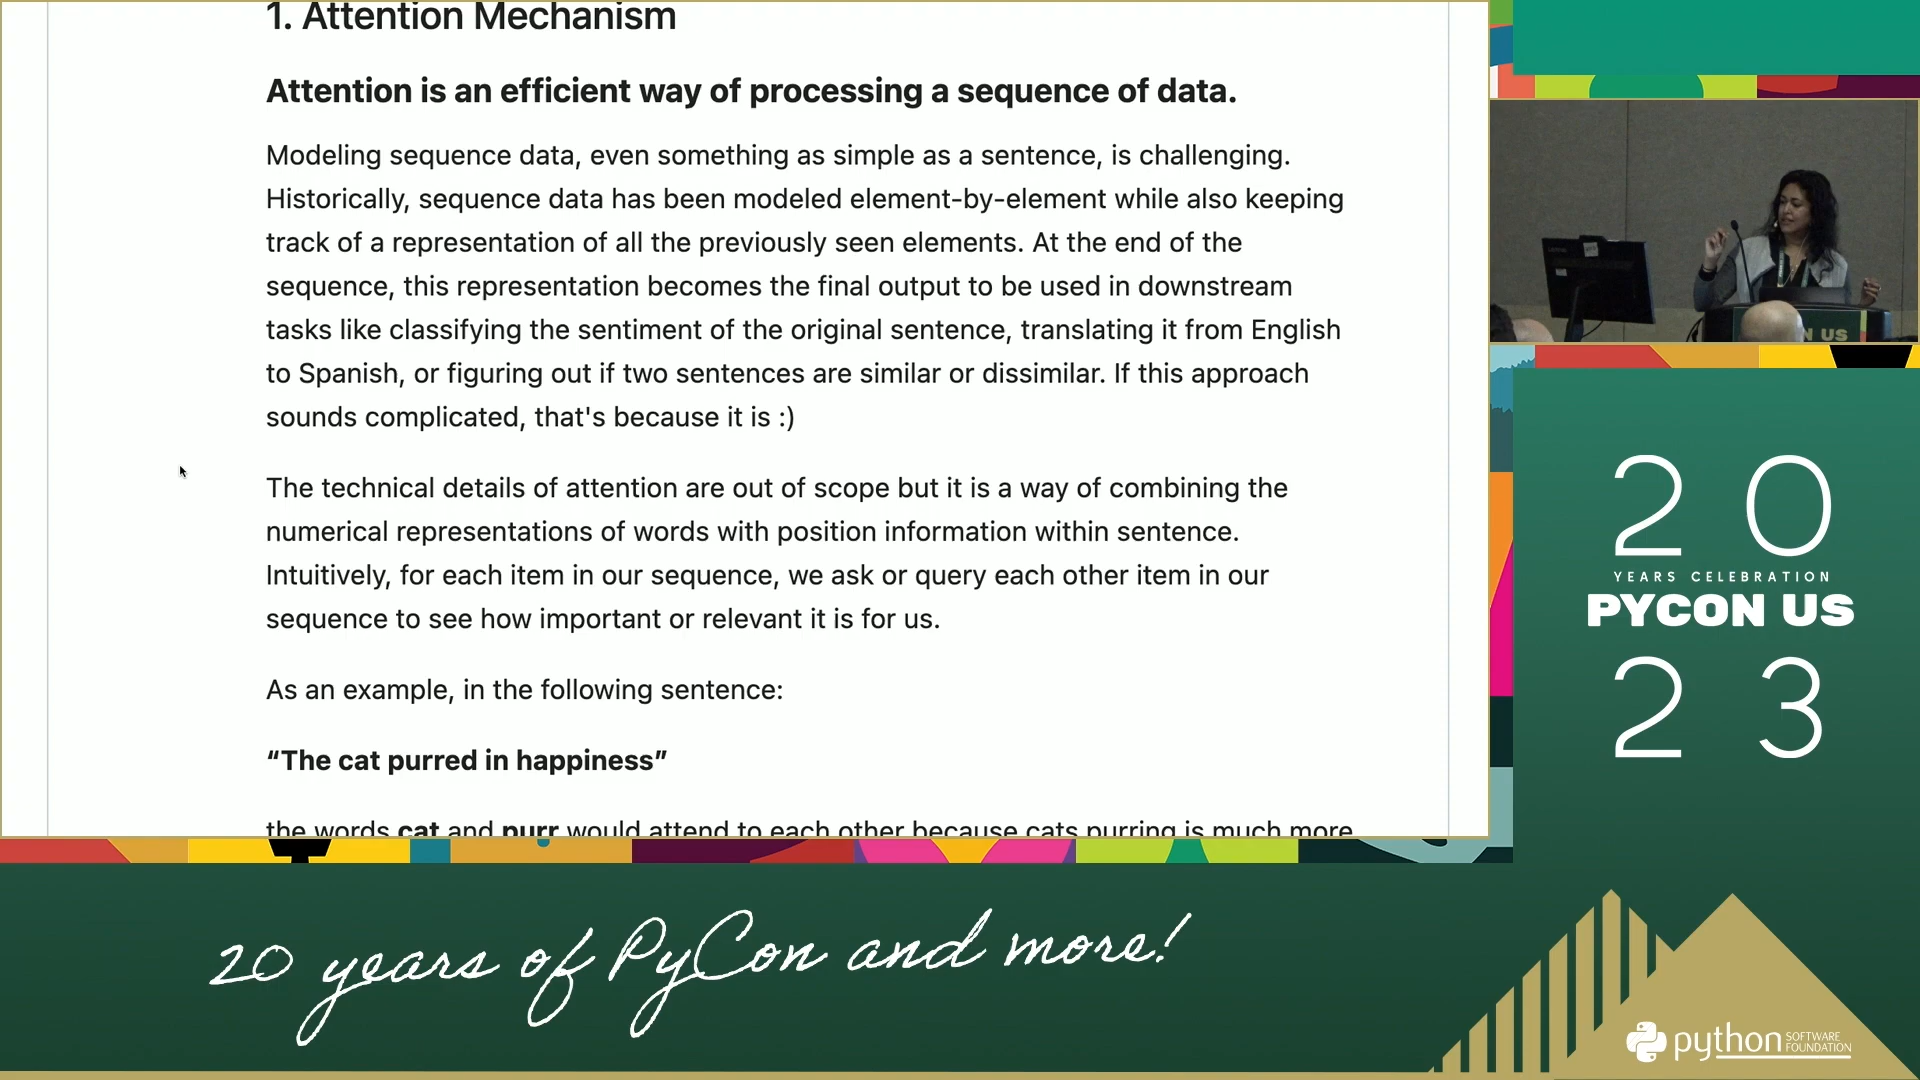 1. Attention Mechanism
Attention is an efficient way of processing a sequence of data.
Modeling sequence data, even something as simple as a sentence, is challenging.
Historically, sequence data has been modeled element-by-element while also keeping
track of a representation of all the previously seen elements. At the end of the
sequence, this representation becomes the final output to be used in downstream
tasks like classifying the sentiment of the original sentence, translating it from English
to Spanish, or figuring out if two sentences are similar or dissimilar. If this approach
sounds complicated, that's because it is :)
The technical details of attention are out of scope but it is a way of combining the
numerical representations of words with position information within sentence.
Intuitively, for each item in our sequence, we ask or query each other item in our
sequence to see how important or relevant it is for us.
As an example, in the following sentence:
“The cat purred in happiness”
the words cat and purr would attend to each other because cats purring is much more
N US
20
YEARS CELEBRATION
PYCON US
23
20 years of PyCon and more!
python SOFTWARE
FOUNDATION